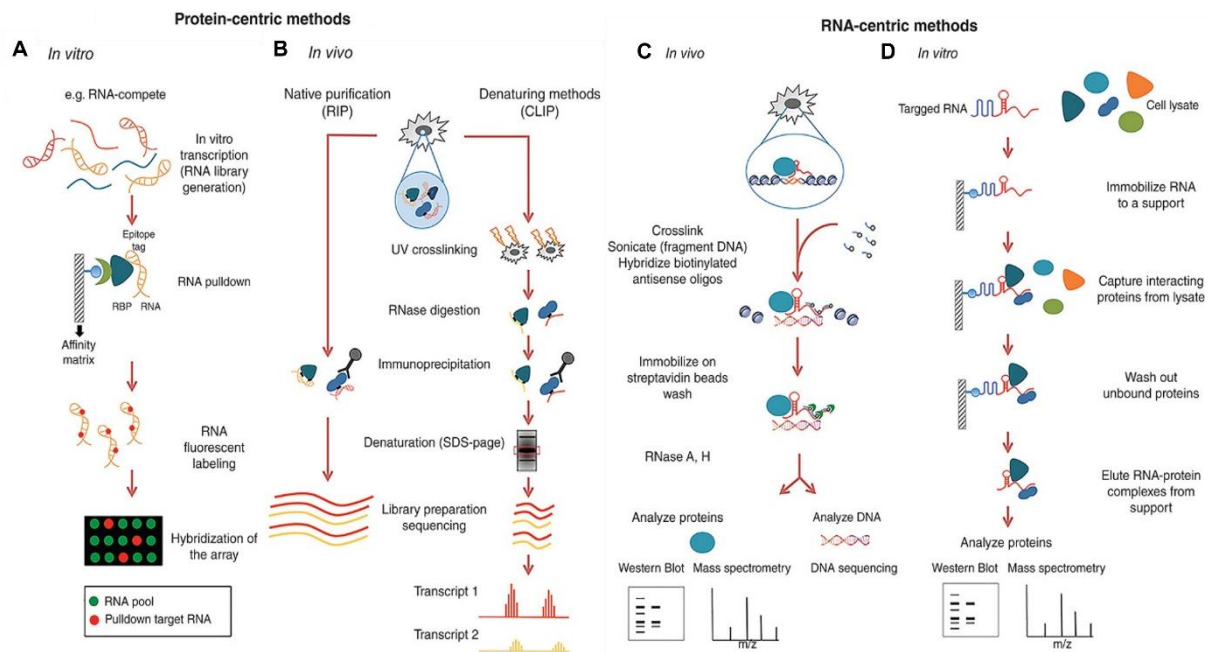 Protein-centric methods
A
In vitro
e.g. RNA-compete
In vitro
transcription
(RNA library
generation)
Epitope
tag
RNA pulldown
RBP
RNA
Affinity
matrix
RNA
fluorescent
labeling
Hybridization of
the array
RNA pool
Pulldown target RNA
B
In vivo
Native purification
(RIP)
Denaturing methods
(CLIP)
UV crosslinking
RNase digestion
Immunoprecipitation
Denaturation (SDS-page)
Library preparation
sequencing
Transcript 1
Transcript 2
RNA-centric methods
C
In vivo
Crosslink
Sonicate (fragment DNA)
Hybridize biotinylated
antisense oligos
Immobilize on
streptavidin beads
wash
RNase A, H
Analyze proteins
Analyze DNA
Western Blot
Mass spectrometry
DNA sequencing
m/z
D
In vitro
Targged RNA
Cell lysate
Immobilize RNA
to a support
Capture interacting
proteins from lysate
Wash out
unbound proteins
Elute RNA-protein
complexes from
support
Analyze proteins
Western Blot
Mass spectrometry
m/z